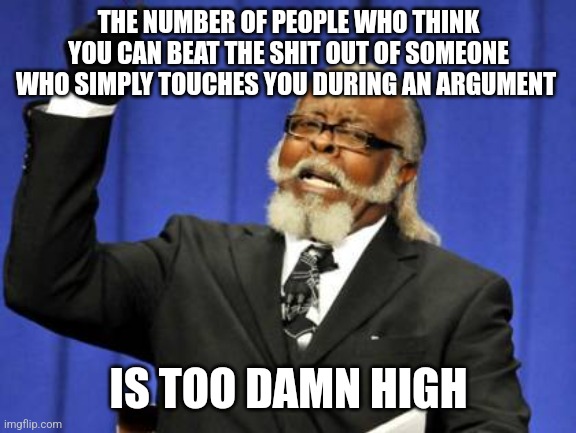 THE NUMBER OF PEOPLE WHO THINK
YOU CAN BEAT THE SHIT OUT OF SOMEONE
WHO SIMPLY TOUCHES YOU DURING AN ARGUMENT
IS TOO DAMN HIGH
imgflip.com